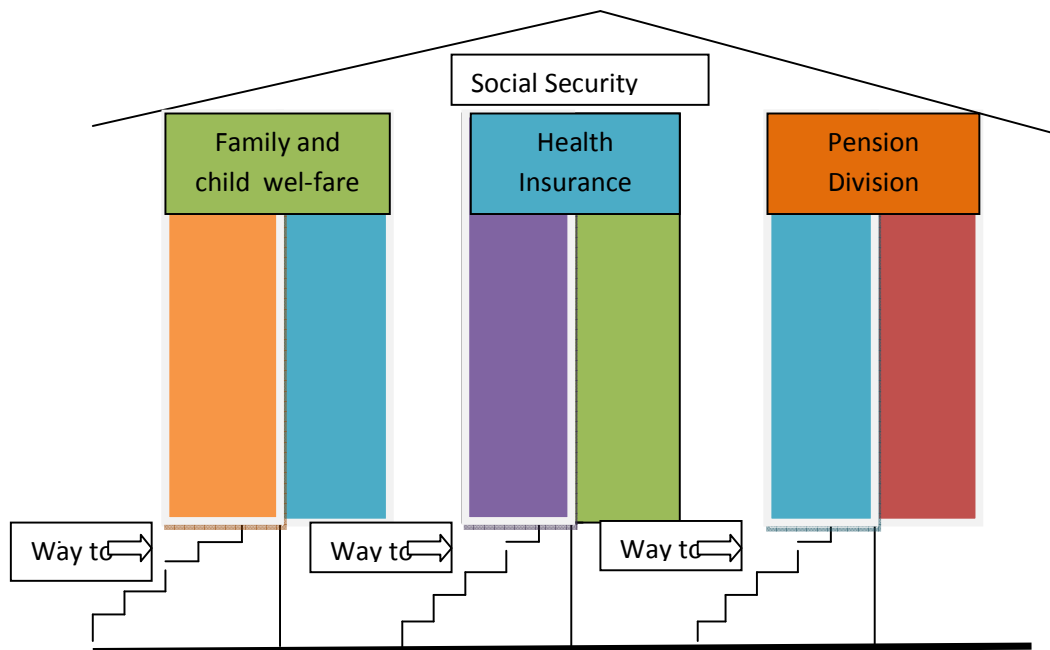 Social Security
Family and
child wel-fare
Health
Insurance
Pension
Division
Way to
Way to
Way to